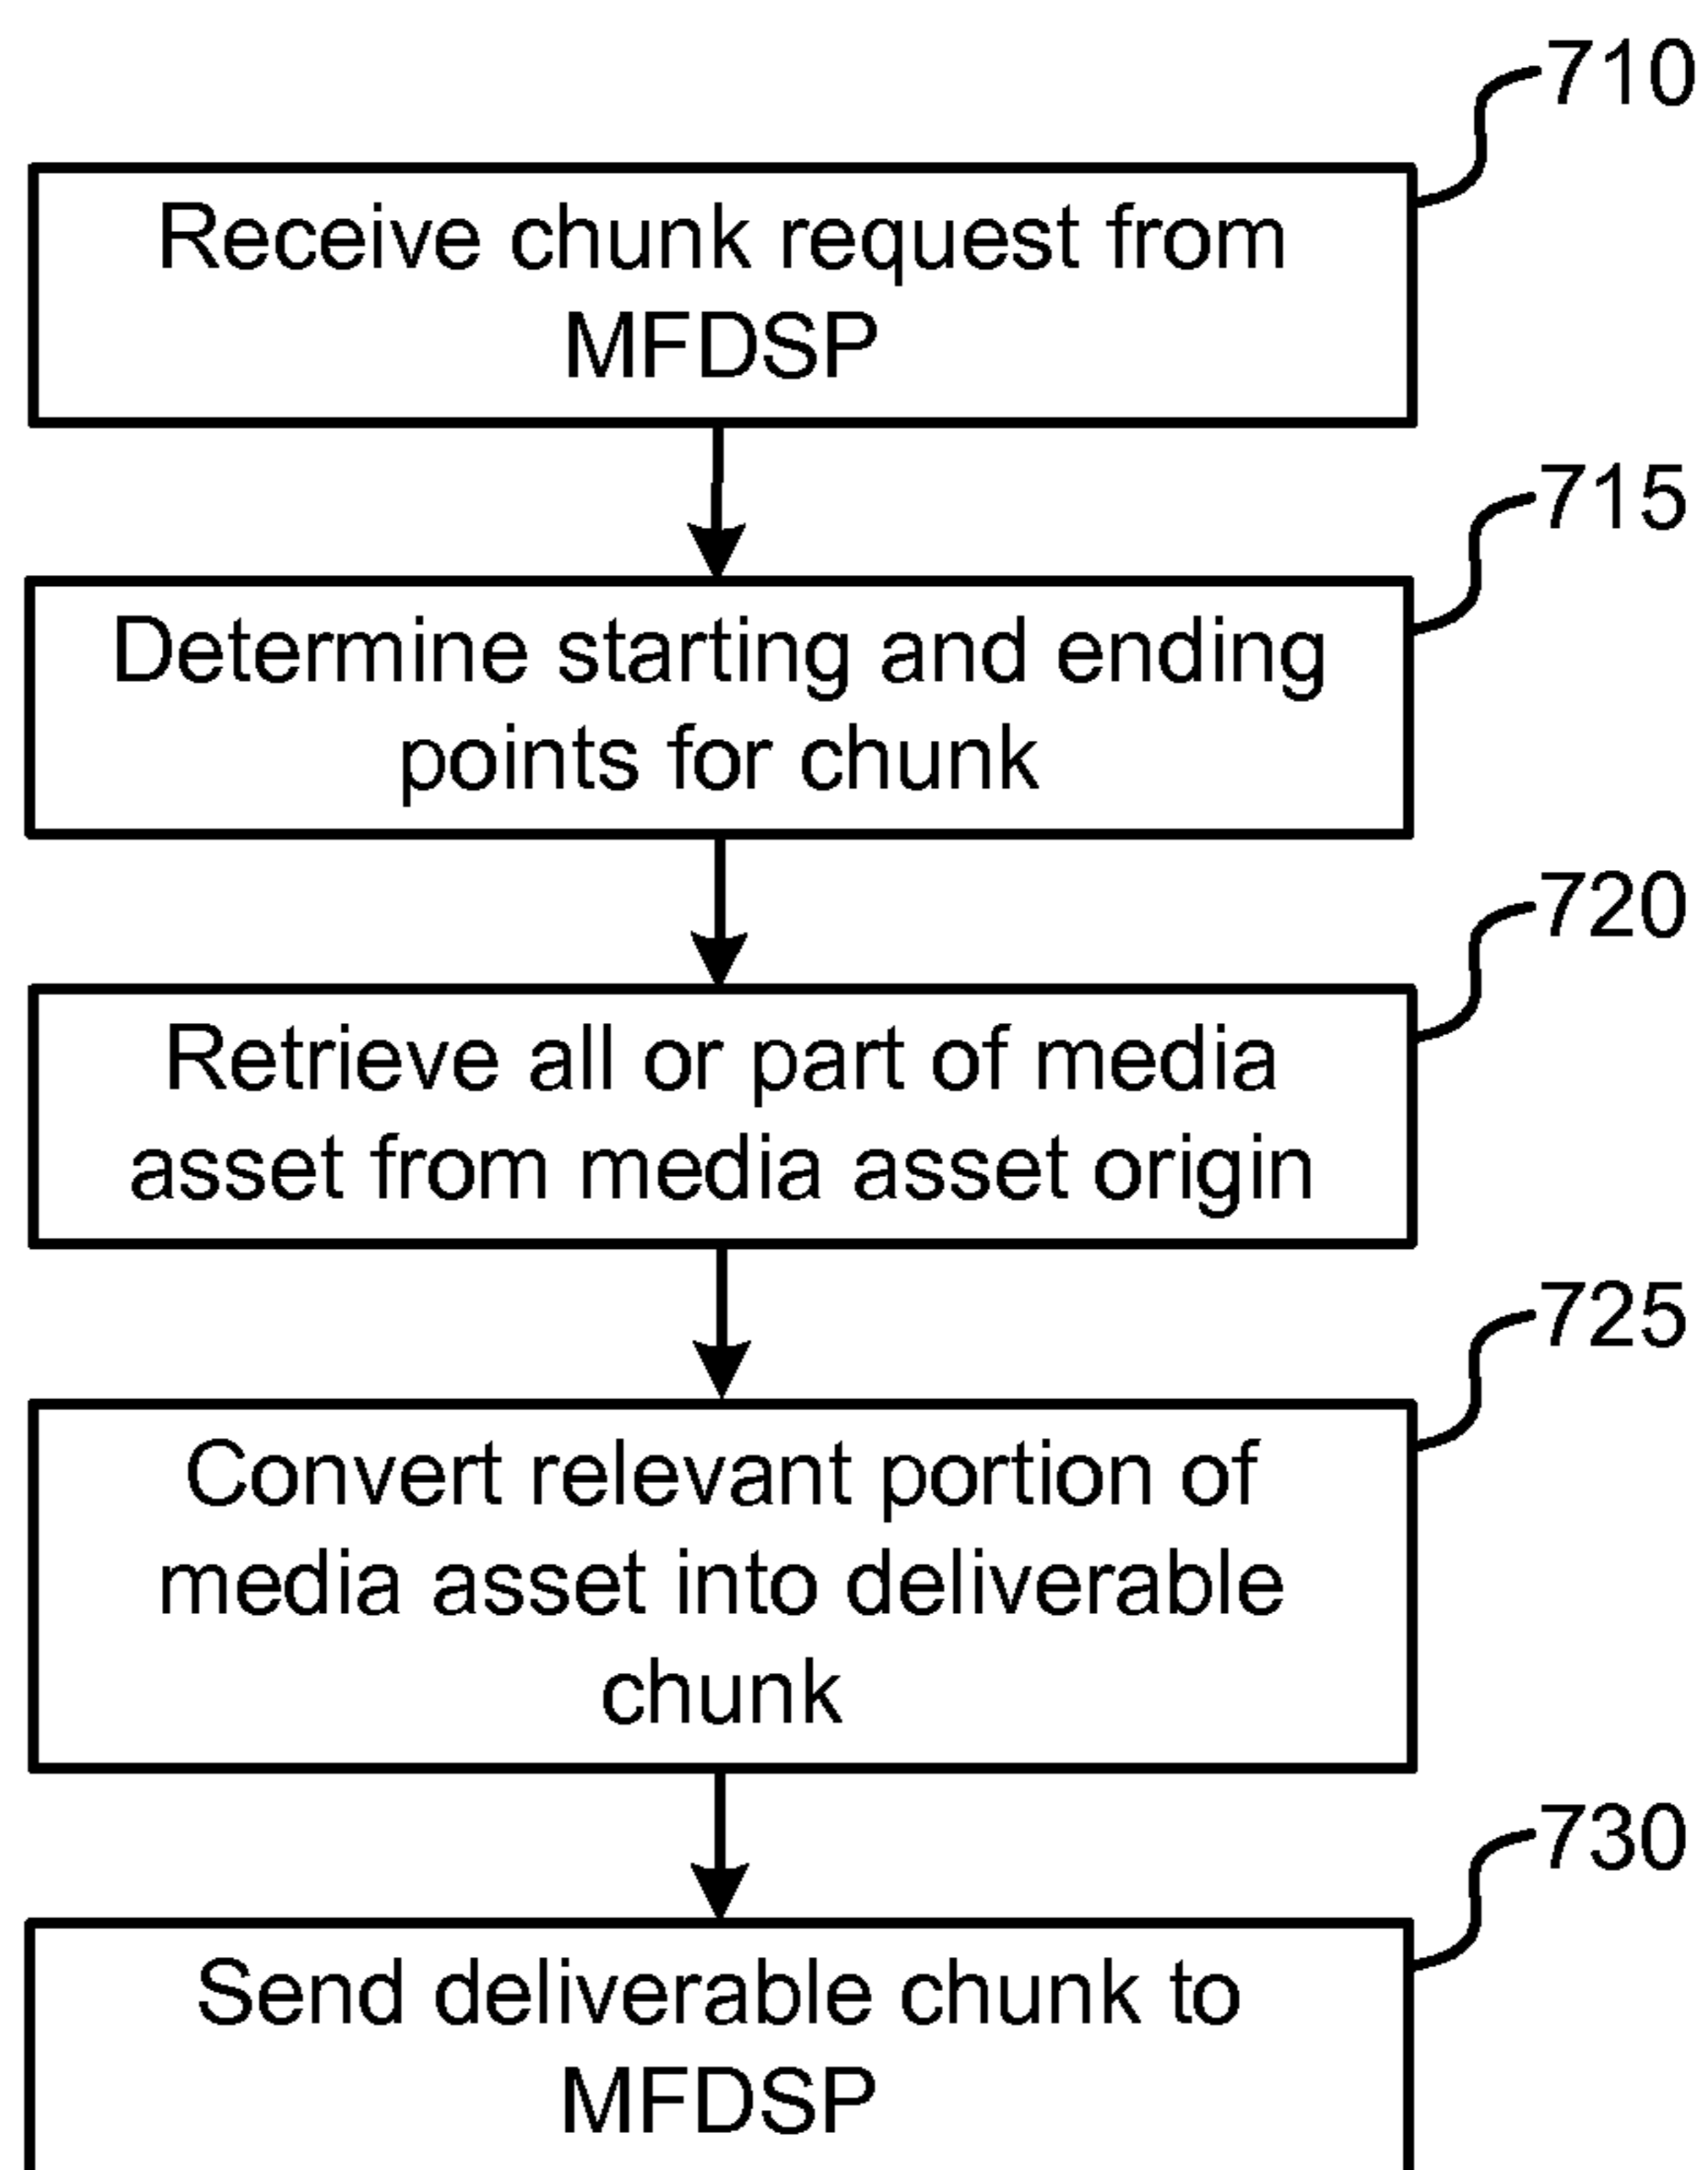 710
Receive chunk request from
MFDSP
715
Determine starting and ending
points for chunk
720
Retrieve all or part of media
asset from media asset origin
725
Convert relevant portion of
media asset into deliverable
chunk
730
Send deliverable chunk to
MFDSP